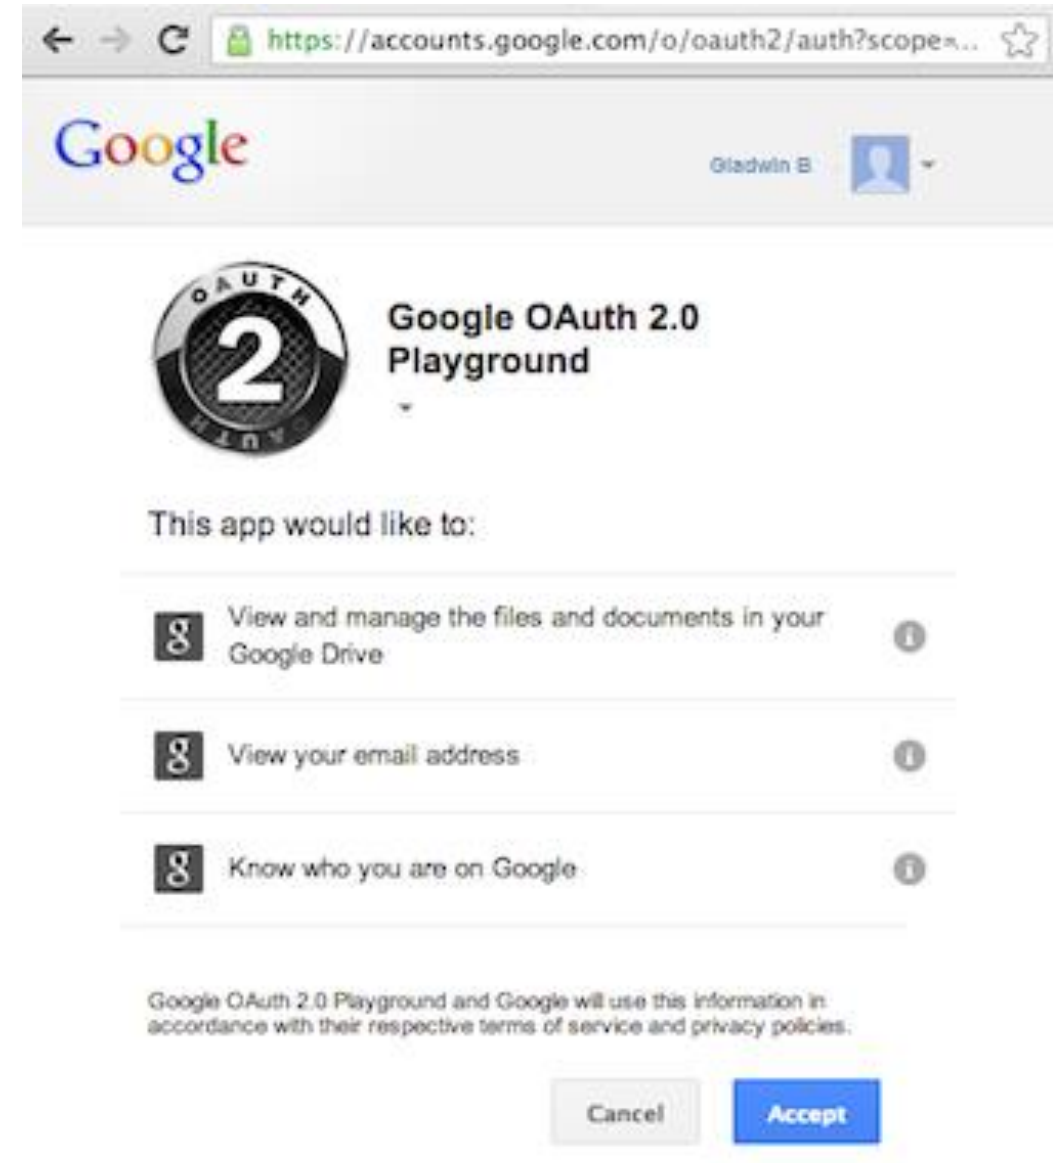 https://accounts.google.com/o/oauth2/auth?scope=...
Google
Gladwin B
OAUTH
2
OAUTH
Google OAuth 2.0
Playground
This app would like to:
View and manage the files and documents in your
Google Drive
View your email address
Know who you are on Google
Google OAuth 2.0 Playground and Google will use this information in
accordance with their respective terms of service and privacy policies.
Cancel
Accept